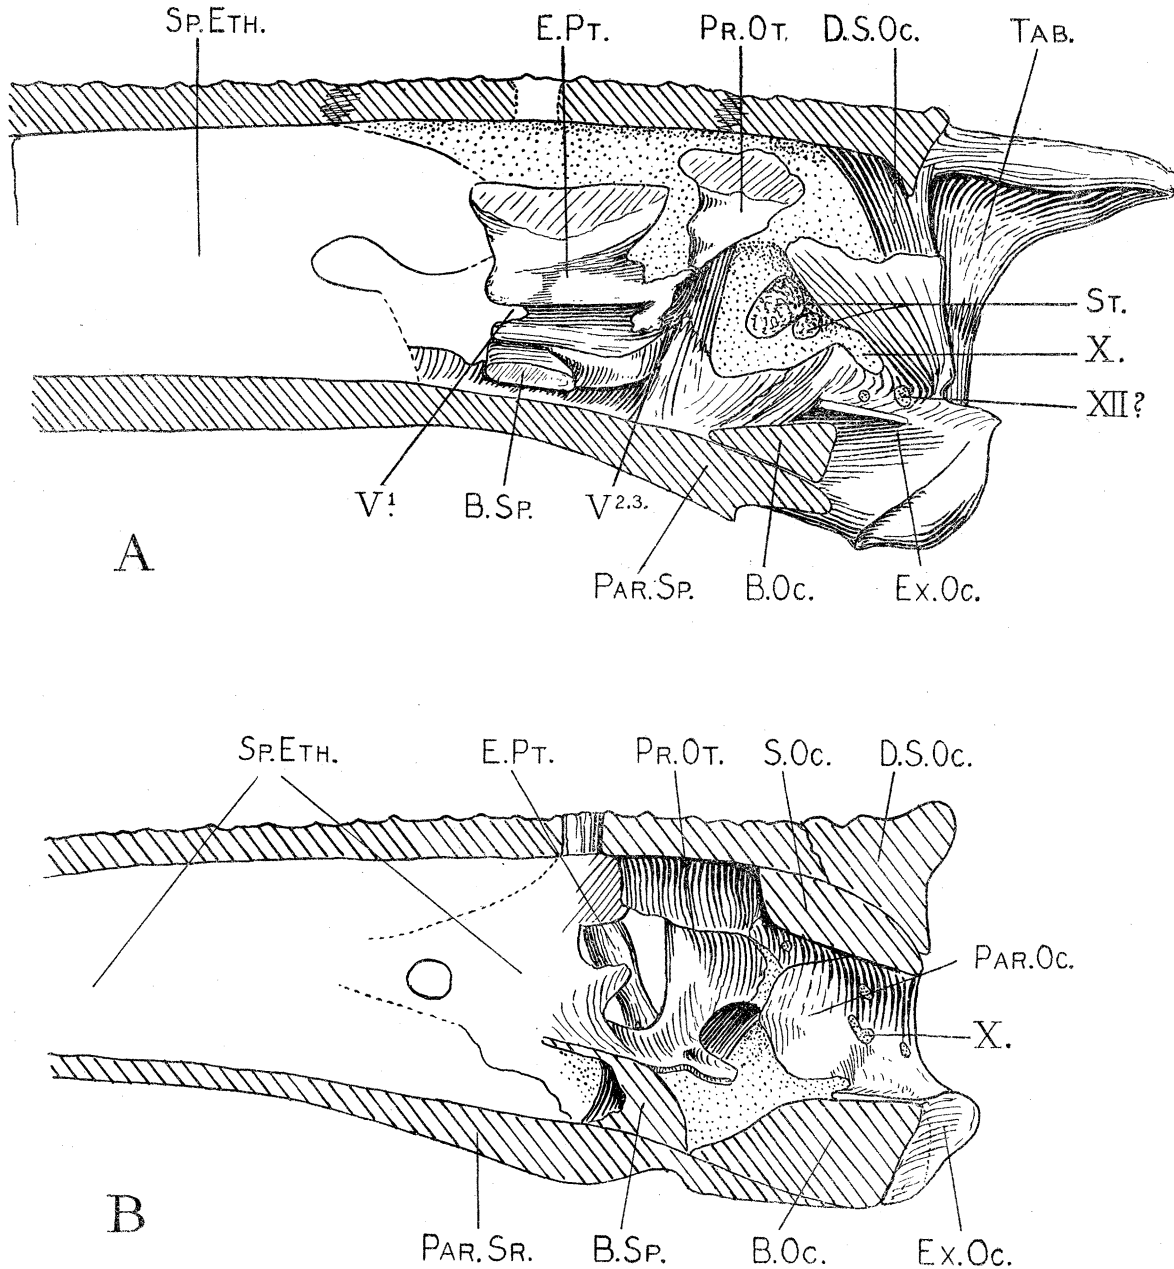 SP.ETH. E.PT. PR.OT. D.S.OC. TAB.
ST.
X.
XII?
V¹. B.SP. V².³.
A
PAR.SP. B.OC. EX.OC.
SP.ETH. E.PT. PR.OT. S.OC. D.S.OC.
PAR.OC.
X.
B
PAR.SR. B.SP. B.OC. EX.OC.